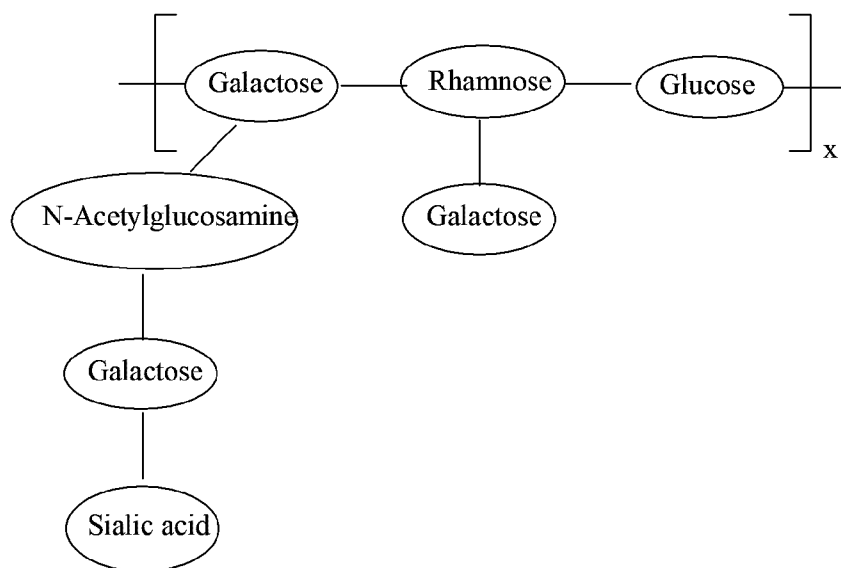 Galactose Rhamnose Glucose
x
N-Acetylglucosamine Galactose
Galactose
Sialic acid